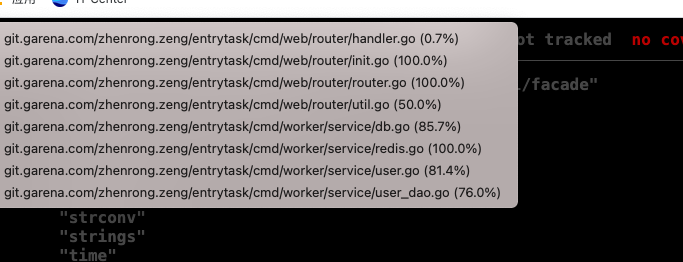 应用
IT Center
git.garena.com/zhenrong.zeng/entrytask/cmd/web/router/handler.go (0.7%)
git.garena.com/zhenrong.zeng/entrytask/cmd/web/router/init.go (100.0%)
git.garena.com/zhenrong.zeng/entrytask/cmd/web/router/router.go (100.0%)
git.garena.com/zhenrong.zeng/entrytask/cmd/web/router/util.go (50.0%)
git.garena.com/zhenrong.zeng/entrytask/cmd/worker/service/db.go (85.7%)
git.garena.com/zhenrong.zeng/entrytask/cmd/worker/service/redis.go (100.0%)
git.garena.com/zhenrong.zeng/entrytask/cmd/worker/service/user.go (81.4%)
git.garena.com/zhenrong.zeng/entrytask/cmd/worker/service/user_dao.go (76.0%)
ot tracked no cov
/facade"
"strconv"
"strings"
"time"